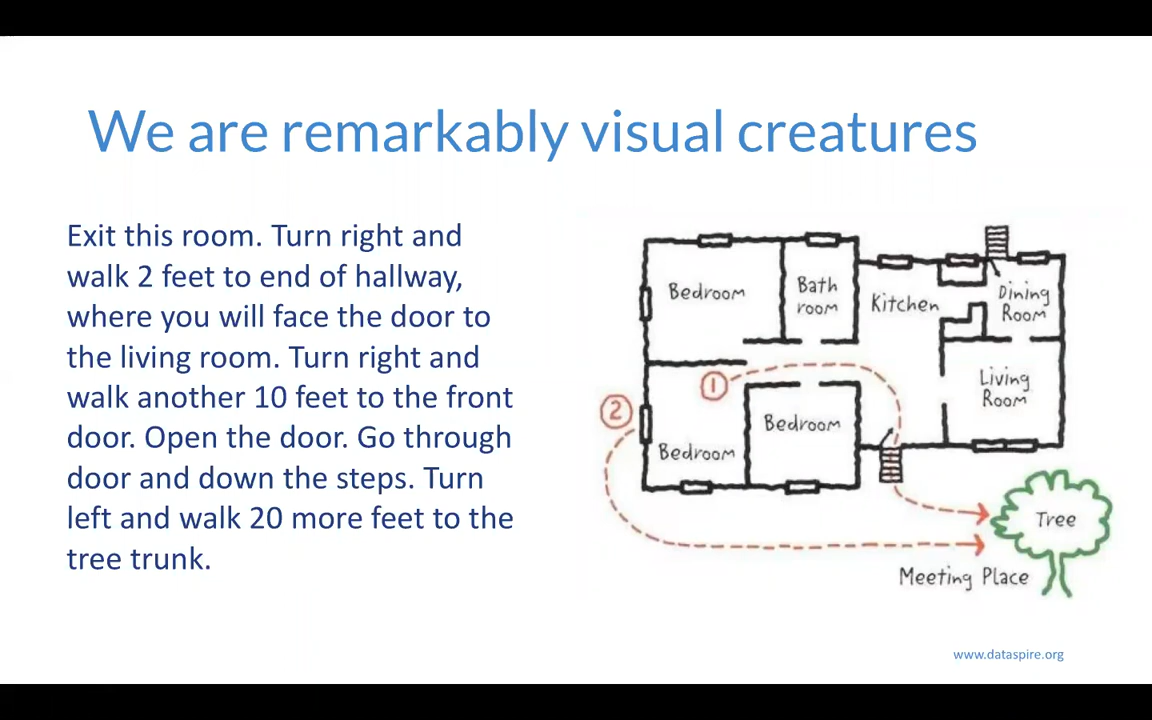 We are remarkably visual creatures
Exit this room. Turn right and
walk 2 feet to end of hallway,
where you will face the door to
the living room. Turn right and
walk another 10 feet to the front
door. Open the door. Go through
door and down the steps. Turn
left and walk 20 more feet to the
tree trunk.
Bedroom
Bath
room
Kitchen
Dining
Room
1
Living
Room
2
Bedroom
Bedroom
Tree
Meeting Place
www.dataspire.org